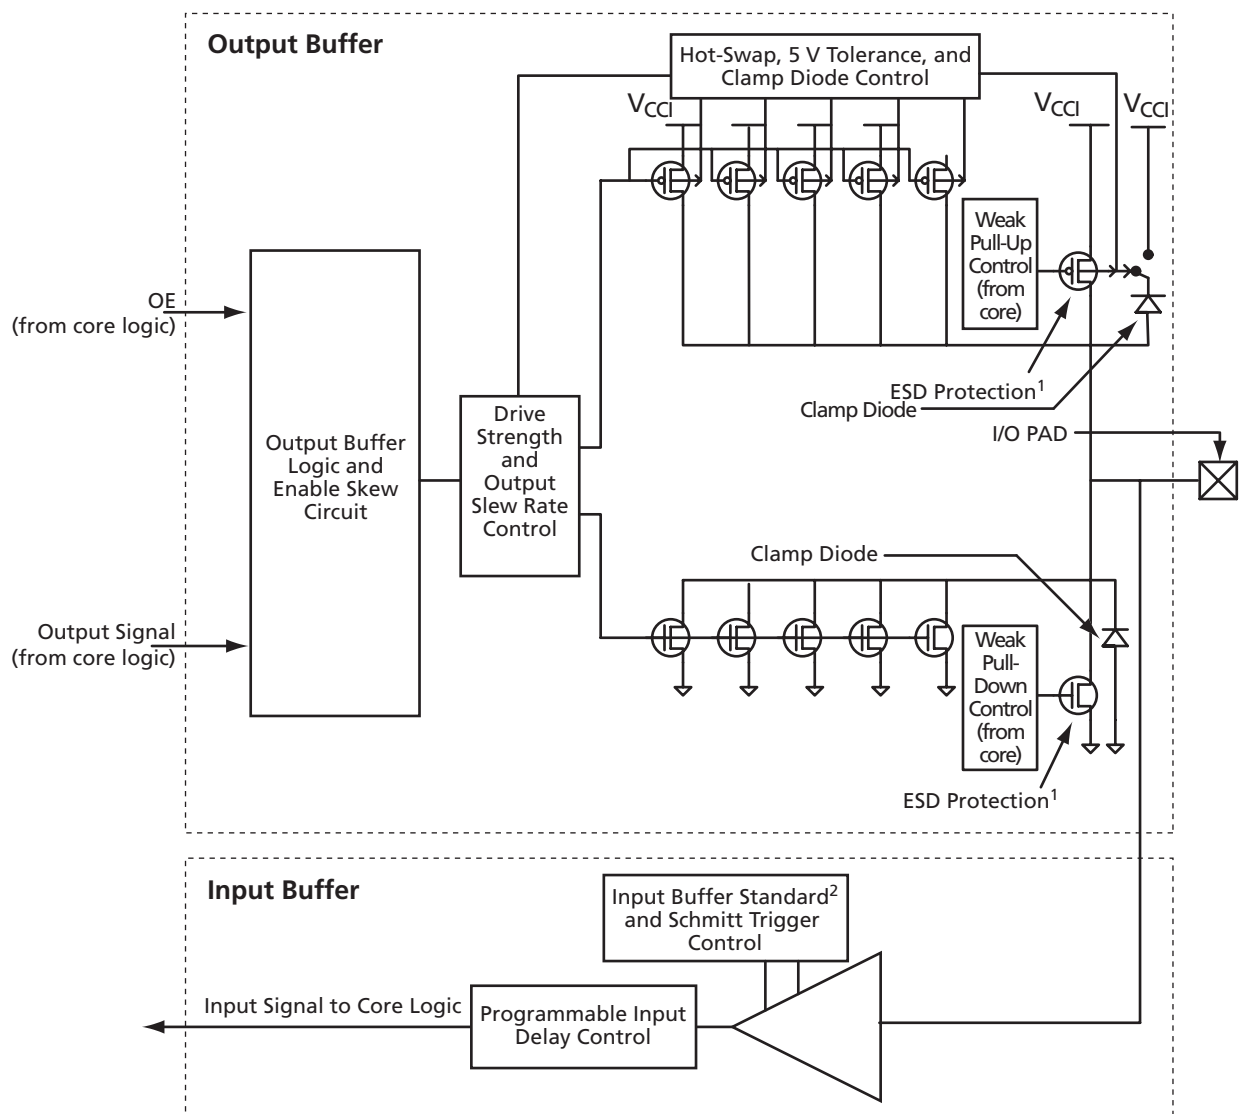 Output Buffer
Hot-Swap, 5 V Tolerance, and
Clamp Diode Control
VCCI
VCCI
VCCI
Weak
Pull-Up
Control
(from
core)
OE
(from core logic)
ESD Protection1
Clamp Diode
I/O PAD
Output Buffer
Logic and
Enable Skew
Circuit
Drive
Strength
and
Output
Slew Rate
Control
Clamp Diode
Output Signal
(from core logic)
Weak
Pull-
Down
Control
(from
core)
ESD Protection1
Input Buffer
Input Buffer Standard2
and Schmitt Trigger
Control
Input Signal to Core Logic
Programmable Input
Delay Control